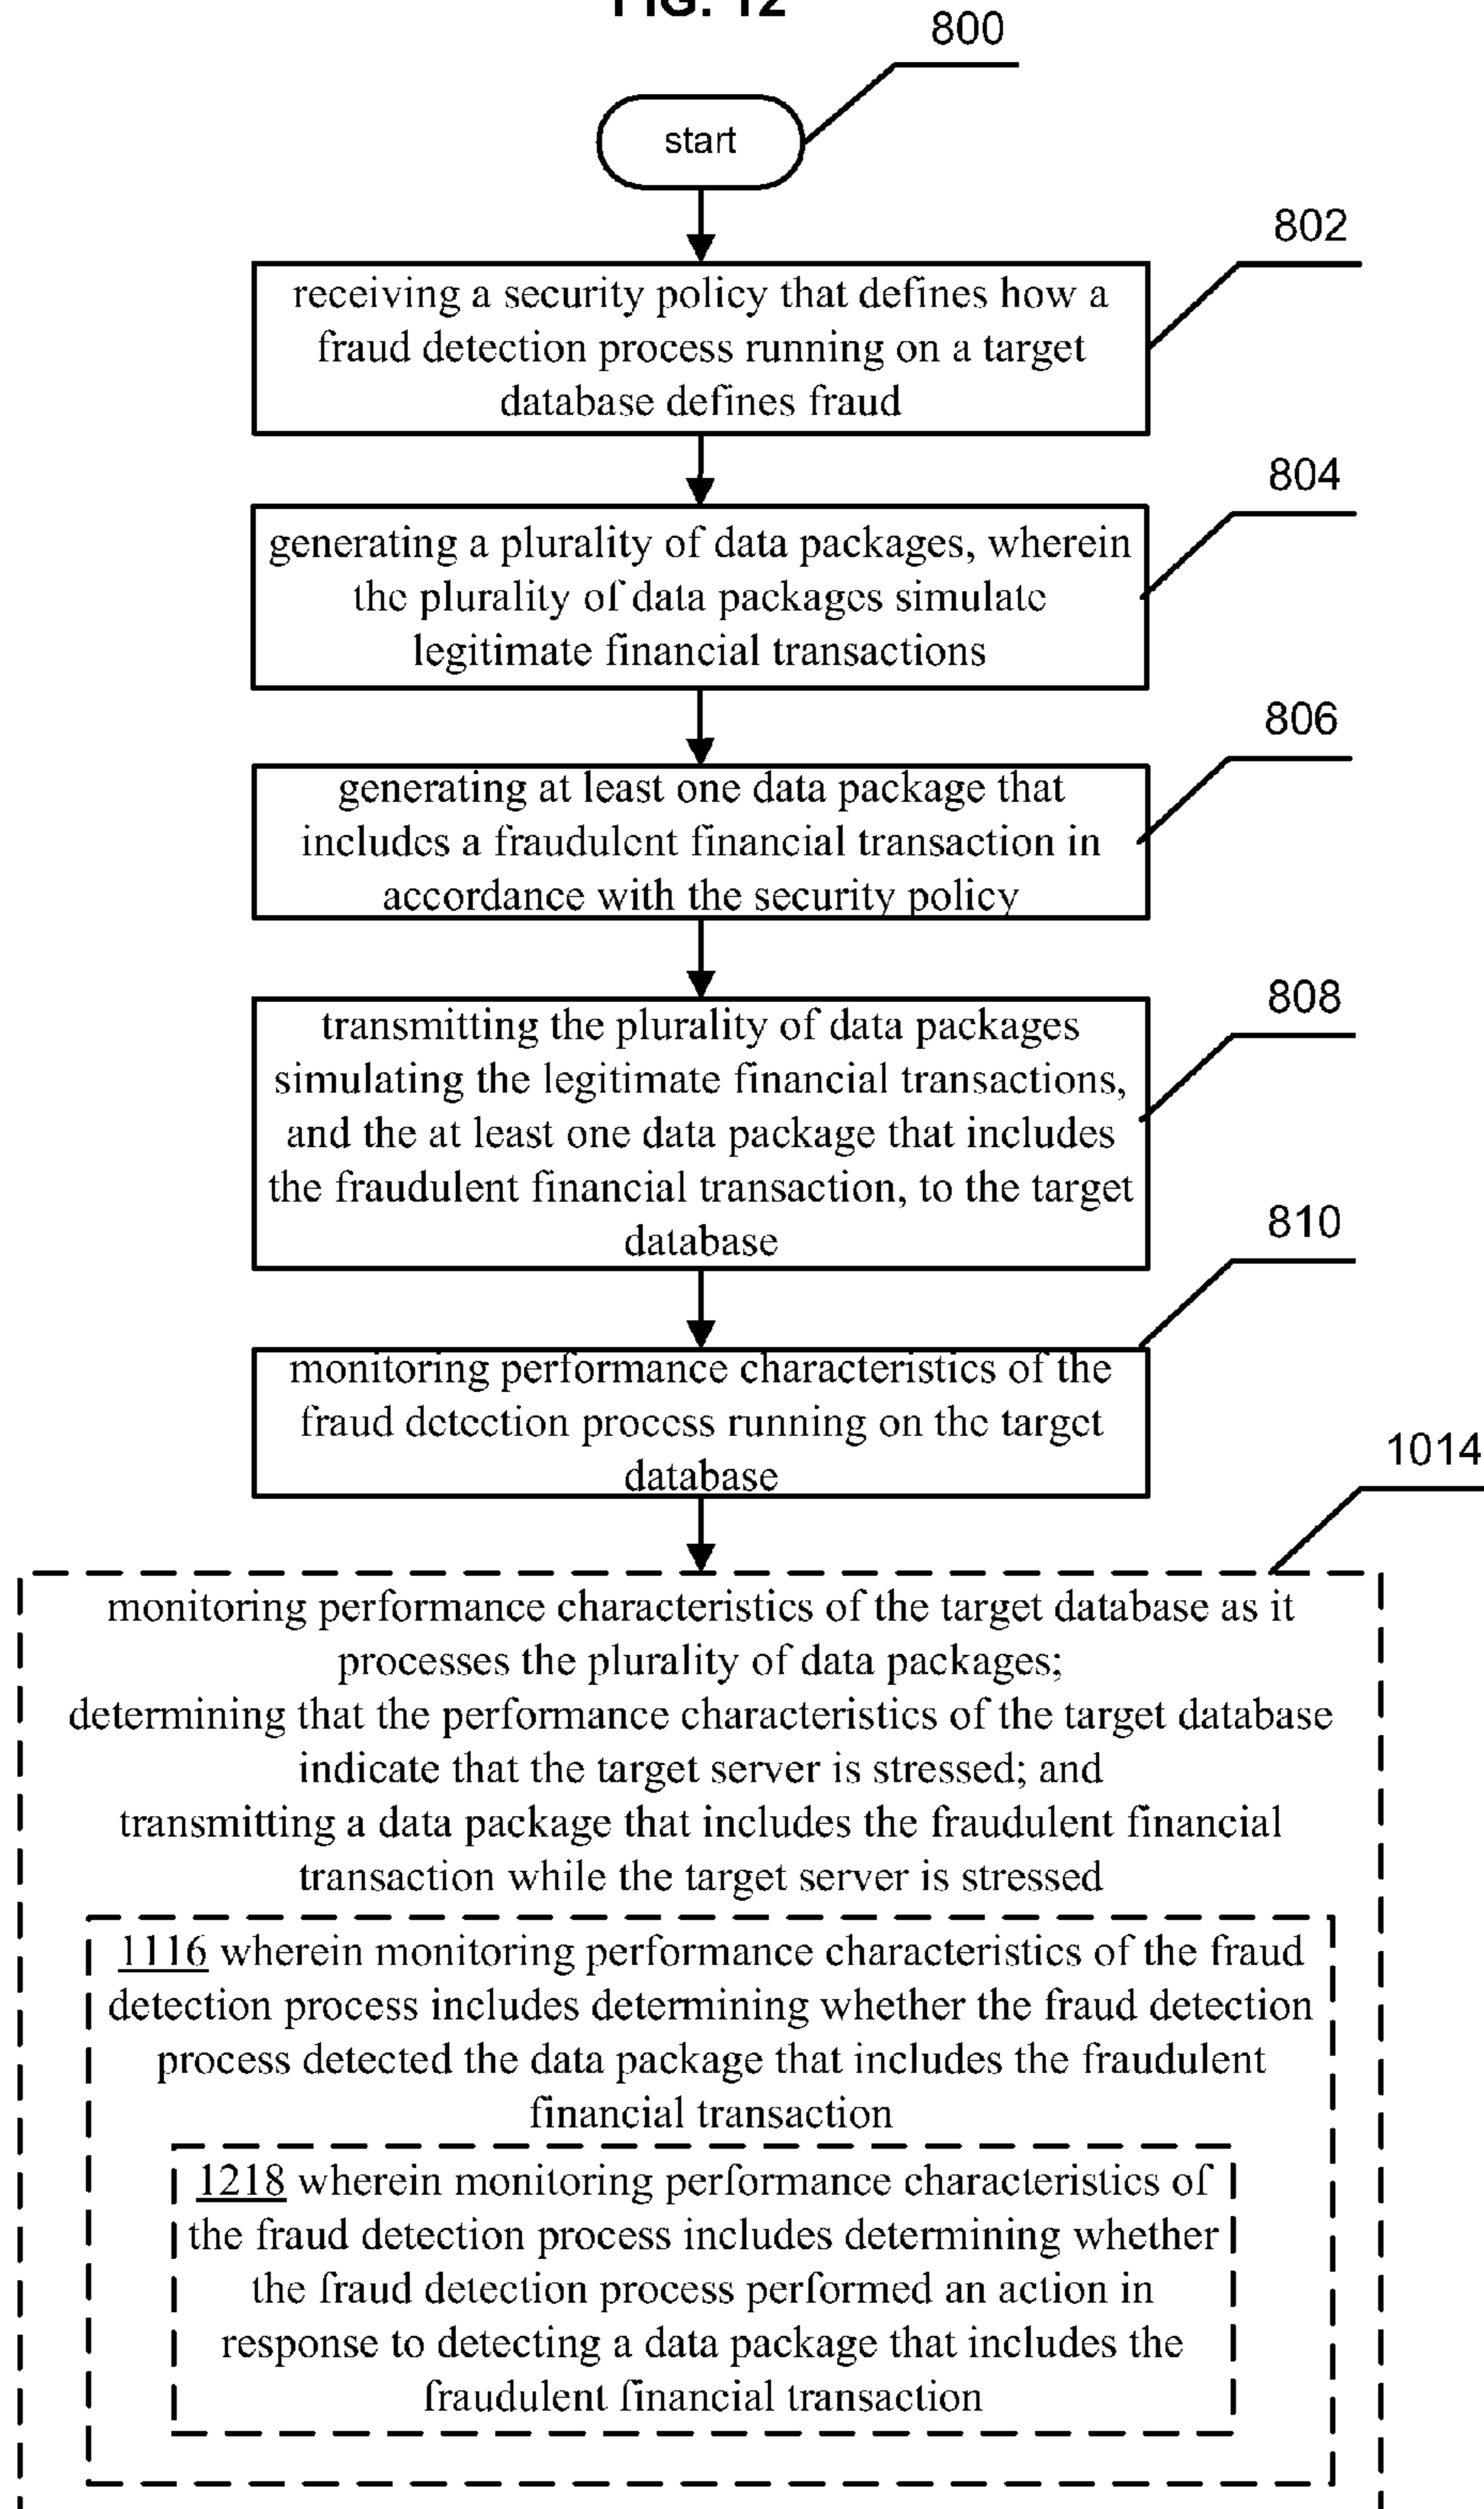 FIG. 12
800
start
802
receiving a security policy that defines how a
fraud detection process running on a target
database defines fraud
804
generating a plurality of data packages, wherein
the plurality of data packages simulate
legitimate financial transactions
806
generating at least one data package that
includes a fraudulent financial transaction in
accordance with the security policy
808
transmitting the plurality of data packages
simulating the legitimate financial transactions,
and the at least one data package that includes
the fraudulent financial transaction, to the target
database
810
monitoring performance characteristics of the
fraud detection process running on the target
database
1014
monitoring performance characteristics of the target database as it
processes the plurality of data packages;
determining that the performance characteristics of the target database
indicate that the target server is stressed; and
transmitting a data package that includes the fraudulent financial
transaction while the target server is stressed
1116 wherein monitoring performance characteristics of the fraud
detection process includes determining whether the fraud detection
process detected the data package that includes the fraudulent
financial transaction
1218 wherein monitoring performance characteristics of
the fraud detection process includes determining whether
the fraud detection process performed an action in
response to detecting a data package that includes the
fraudulent financial transaction